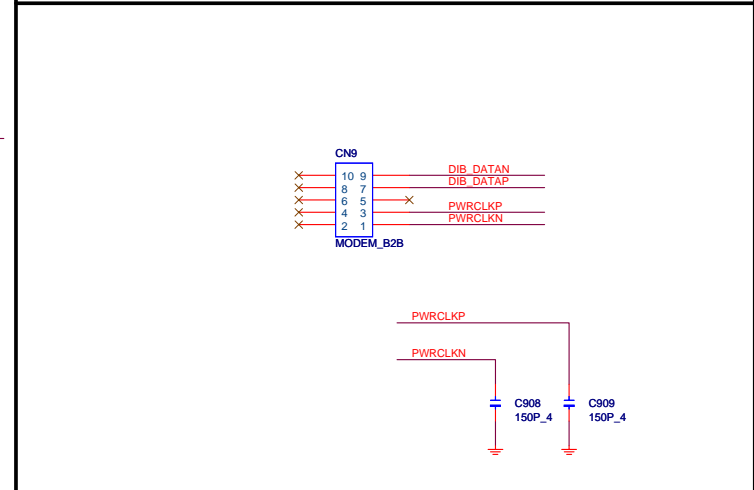 CN9
10 9 DIB_DATAN
8 7 DIB_DATAP
6 5
4 3 PWRCLKP
2 1 PWRCLKN
MODEM_B2B
PWRCLKP
PWRCLKN
C908 C909
150P_4 150P_4